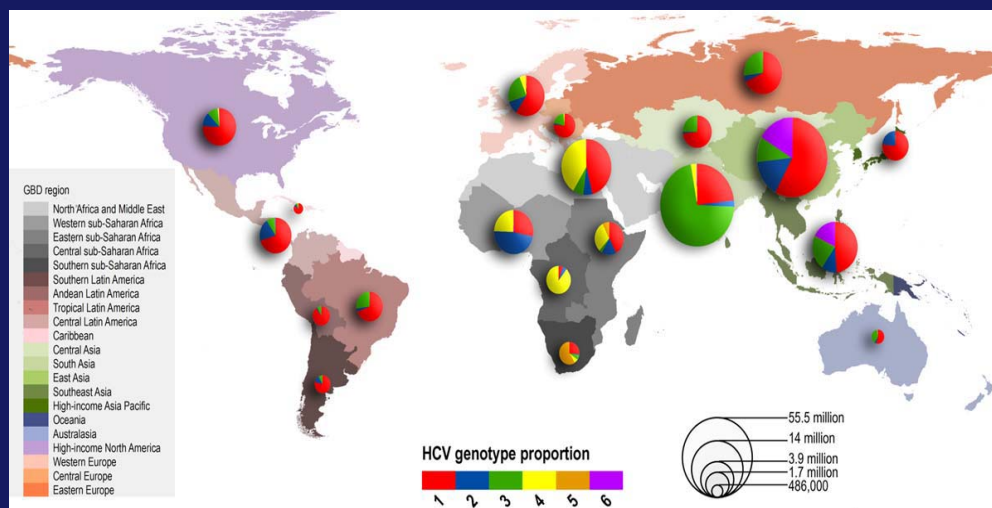 GBD region
North Africa and Middle East
Western sub-Saharan Africa
Eastern sub-Saharan Africa
Central sub-Saharan Africa
Southern sub-Saharan Africa
Southern Latin America
Andean Latin America
Tropical Latin America
Central Latin America
Caribbean
Central Asia
South Asia
East Asia
Southeast Asia
High-income Asia Pacific
Oceania
Australasia
High-income North America
Western Europe
Central Europe
Eastern Europe
HCV genotype proportion
1 2 3 4 5 6
55.5 million
14 million
3.9 million
1.7 million
486,000